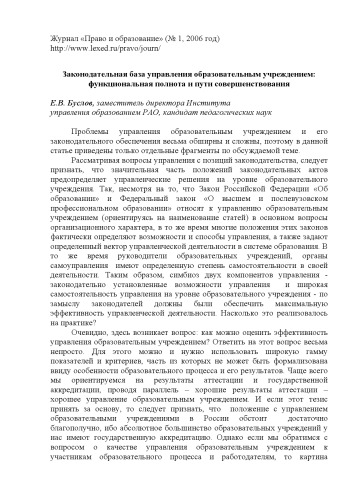 Журнал «Право и образование» (№ 1, 2006 год)
http://www.lexed.ru/pravo/journ/
Законодательная база управления образовательным учреждением:
функциональная полнота и пути совершенствования
Е.В. Буслов, заместитель директора Института
управления образованием РАО, кандидат педагогических наук
Проблемы управления образовательным учреждением и его
законодательного обеспечения весьма обширны и сложны, поэтому в данной
статье приведены только отдельные фрагменты по обсуждаемой теме.
Рассматривая вопросы управления с позиций законодательства, следует
признать, что значительная часть положений законодательных актов
предопределяет управленческие решения на уровне образовательного
учреждения. Так, несмотря на то, что Закон Российской Федерации «Об
образовании» и Федеральный закон «О высшем и послевузовском
профессиональном образовании» относят к управлению образовательным
учреждением (ориентируясь на наименование статей) в основном вопросы
организационного характера, в то же время многие положения этих законов
фактически определяют возможности и способы управления, а также задают
определенный вектор управленческой деятельности в системе образования. В
то же время руководители образовательных учреждений, органы
самоуправления имеют определенную степень самостоятельности в своей
деятельности. Таким образом, симбиоз двух компонентов управления -
законодательно установленные возможности управления и широкая
самостоятельность управления на уровне образовательного учреждения - по
замыслу законодателей должны были обеспечить максимальную
эффективность управленческой деятельности. Насколько это реализовалось
на практике?
Очевидно, здесь возникает вопрос: как можно оценить эффективность
управления образовательным учреждением? Ответить на этот вопрос весьма
непросто. Для этого можно и нужно использовать широкую гамму
показателей и критериев, часть из которых не может быть формализована
ввиду особенностей образовательного процесса и его результатов. Чаще всего
мы ориентируемся на результаты аттестации и государственной
аккредитации, проводя параллель – хорошие результаты аттестации –
хорошее управление образовательным учреждением. И если этот тезис
принять за основу, то следует признать, что положение с управлением
образовательными учреждениями в России обстоит достаточно
благополучно, ибо абсолютное большинство образовательных учреждений у
нас имеют государственную аккредитацию. Однако если мы обратимся с
вопросом о качестве управления образовательным учреждением к
участникам образовательного процесса и работодателям, то картина